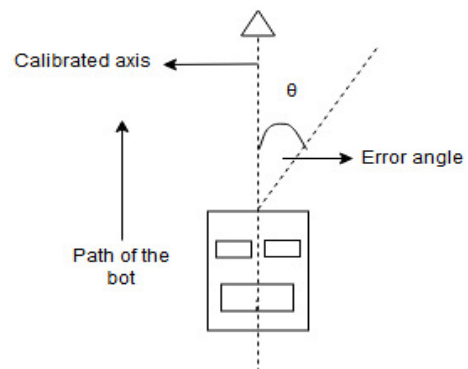 Calibrated axis
θ
Error angle
Path of the
bot